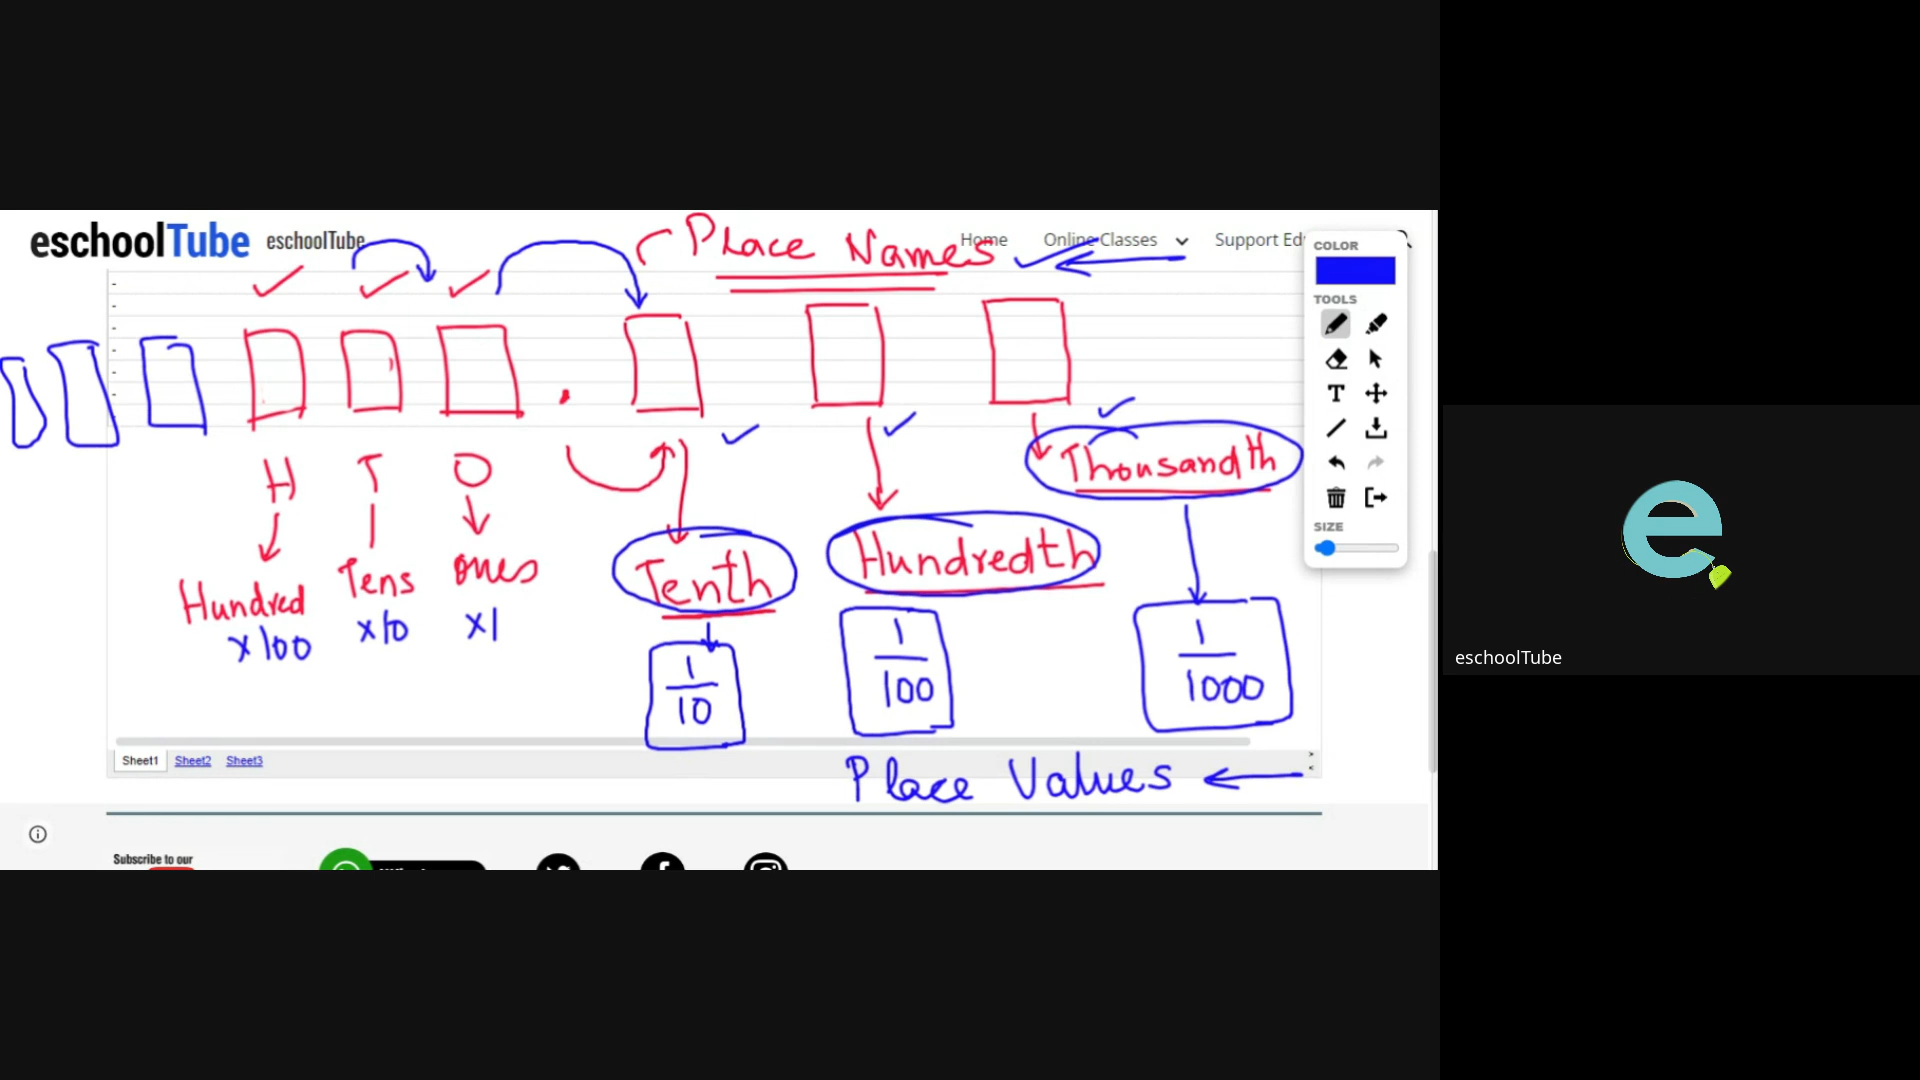 eschoolTube eschoolTube Place Names Home Online Classes Support Ed
COLOR
TOOLS
T
SIZE
H T O
Hundred Tens ones Tenth Hundredth Thousandth
x100 x10 x1
1/10 1/100 1/1000
Place Values
Sheet1 Sheet2 Sheet3
Subscribe to our
eschoolTube